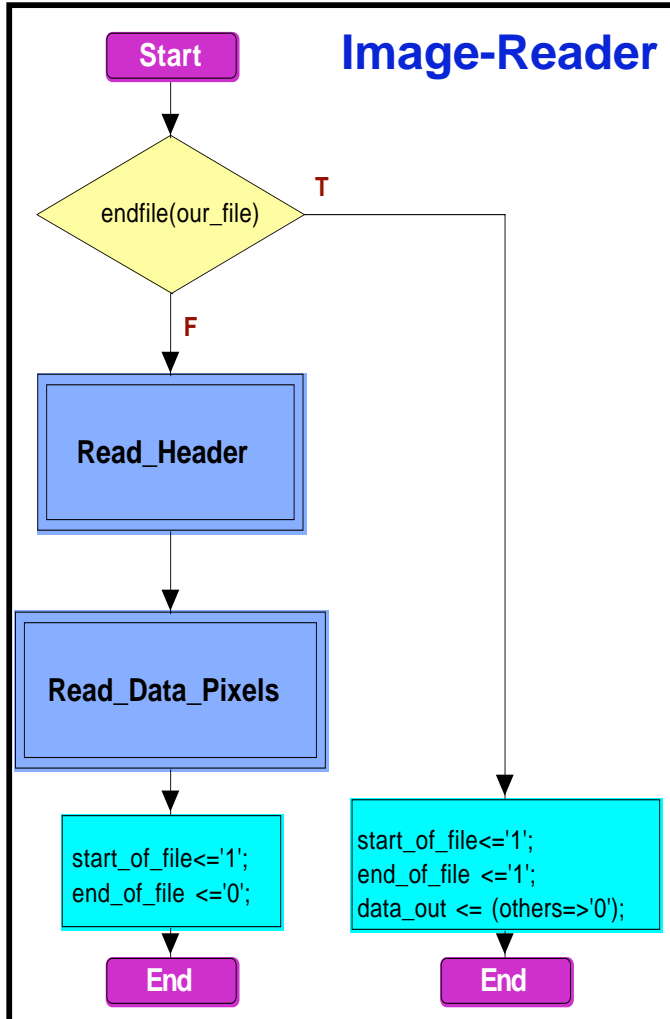 Image-Reader
Start
endfile(our_file)
T
F
Read_Header
Read_Data_Pixels
start_of_file<='1';
end_of_file <='0';
End
start_of_file<='1';
end_of_file <='1';
data_out <= (others=>'0');
End